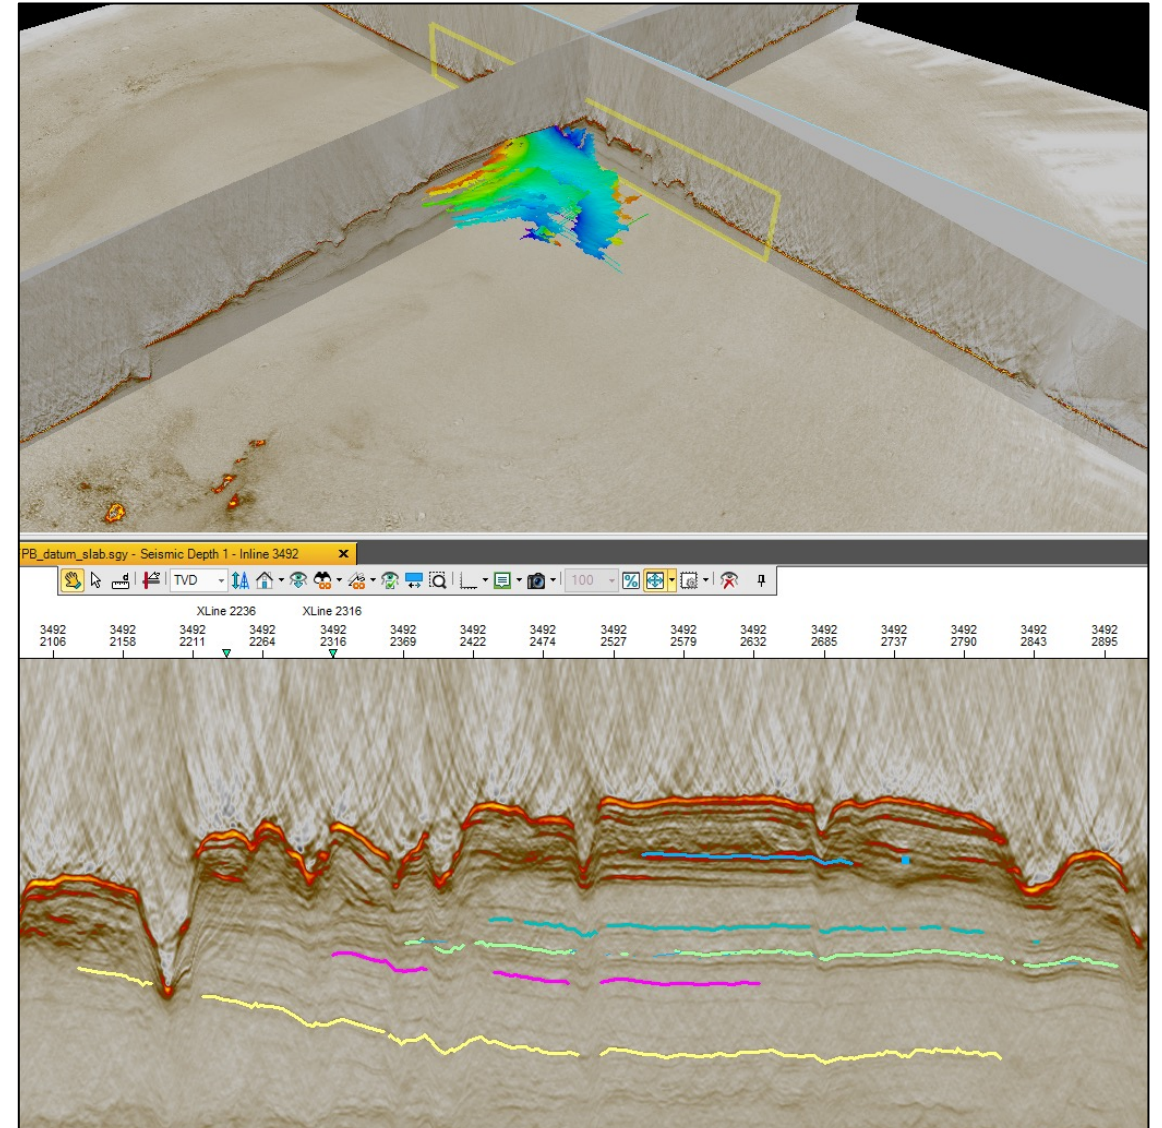 PB_datum_slab.sgy - Seismic Depth 1 - Inline 3492
TVD
100
XLine 2236 XLine 2316
3492 3492 3492 3492 3492 3492 3492 3492 3492 3492 3492 3492 3492 3492 3492 3492
2106 2158 2211 2264 2316 2369 2422 2474 2527 2579 2632 2685 2737 2790 2843 2895